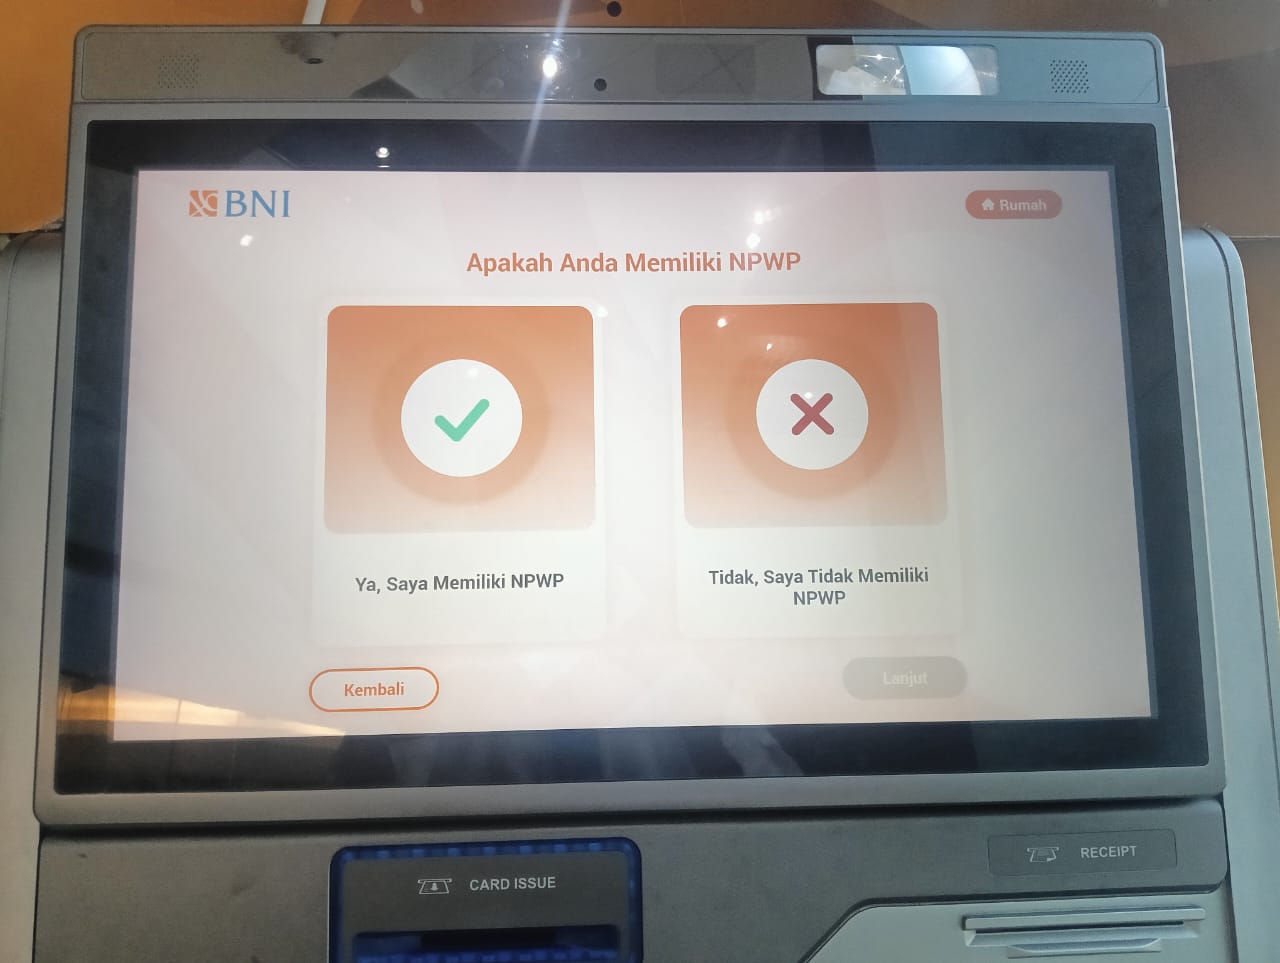 BNI
Rumah
Apakah Anda Memiliki NPWP
Ya, Saya Memiliki NPWP
Tidak, Saya Tidak Memiliki
NPWP
Kembali
Lanjut
CARD ISSUE
RECEIPT